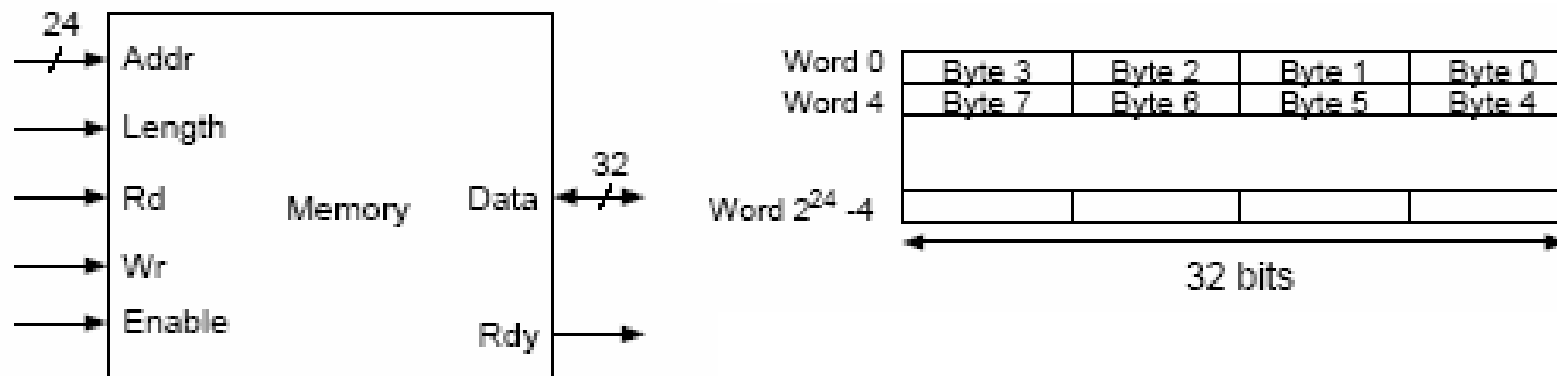 24
Addr
Length
Rd
Wr
Enable
Memory
Data
32
Rdy
Word 0 Byte 3 Byte 2 Byte 1 Byte 0
Word 4 Byte 7 Byte 6 Byte 5 Byte 4
Word 2^24 -4
32 bits